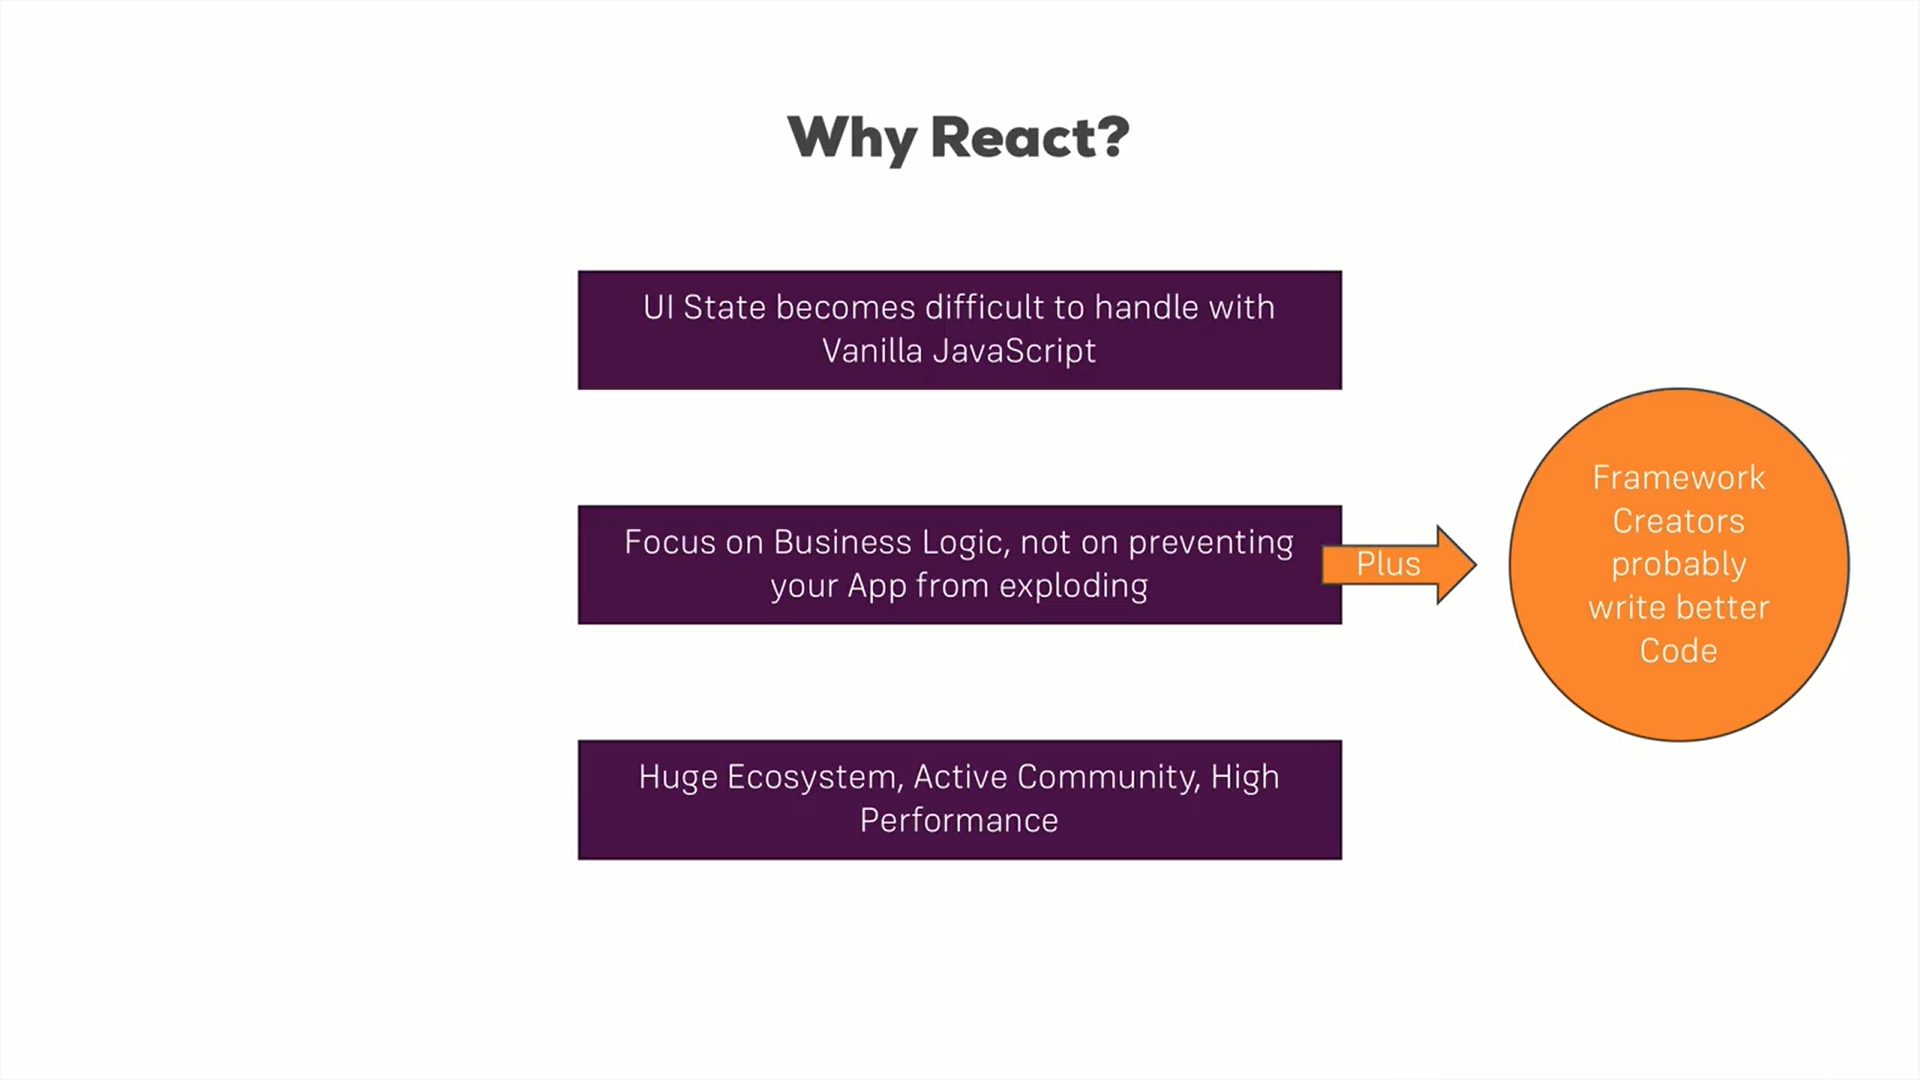 Why React?
UI State becomes difficult to handle with
Vanilla JavaScript
Focus on Business Logic, not on preventing
your App from exploding
Plus
Framework
Creators
probably
write better
Code
Huge Ecosystem, Active Community, High
Performance